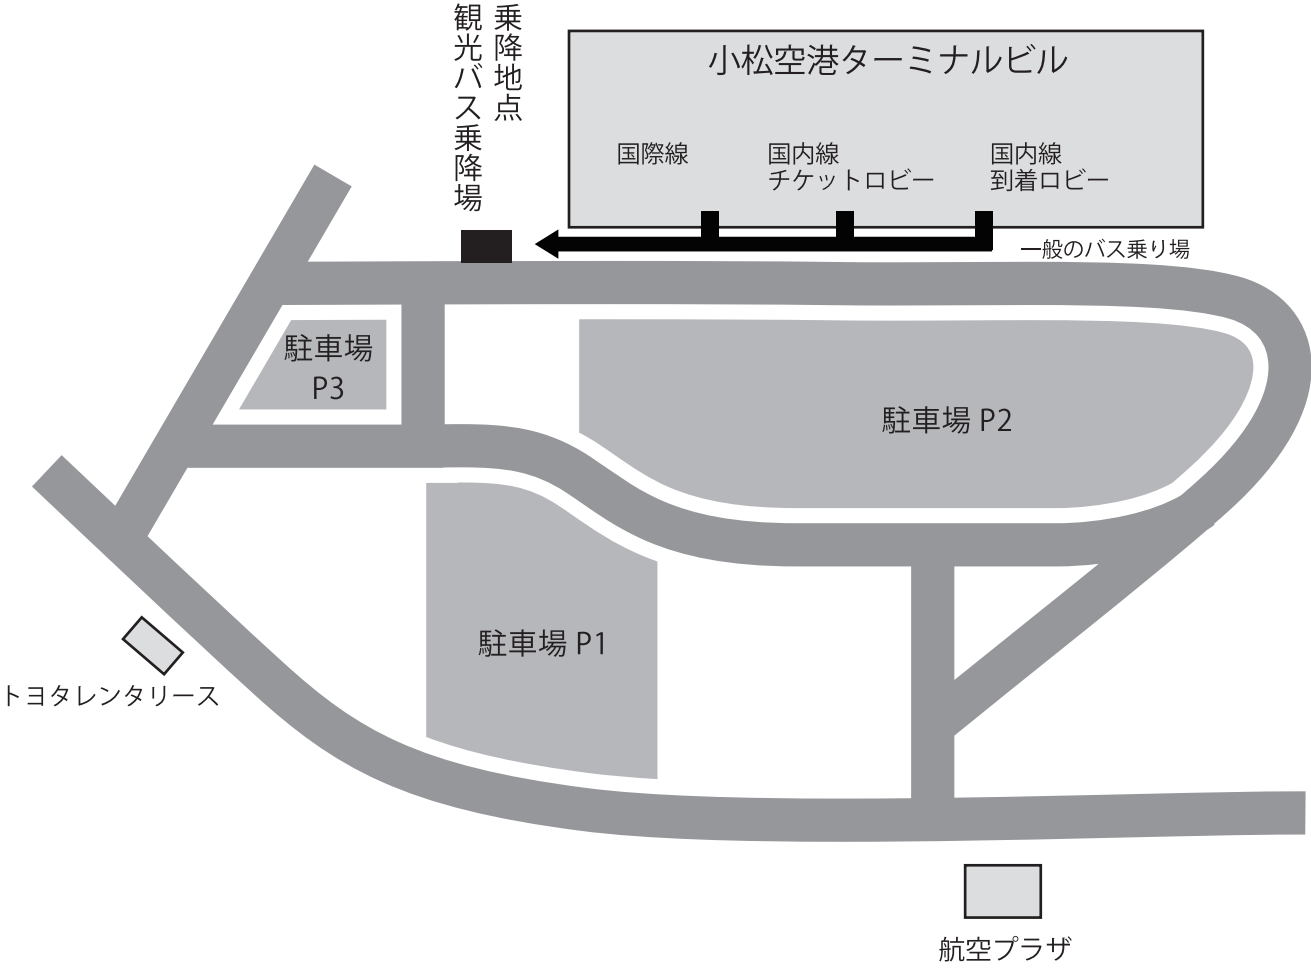 乗降地点
観光バス乗降場
小松空港ターミナルビル
国際線
国内線
チケットロビー
国内線
到着ロビー
一般のバス乗り場
駐車場
P3
駐車場 P2
駐車場 P1
トヨタレンタリース
航空プラザ